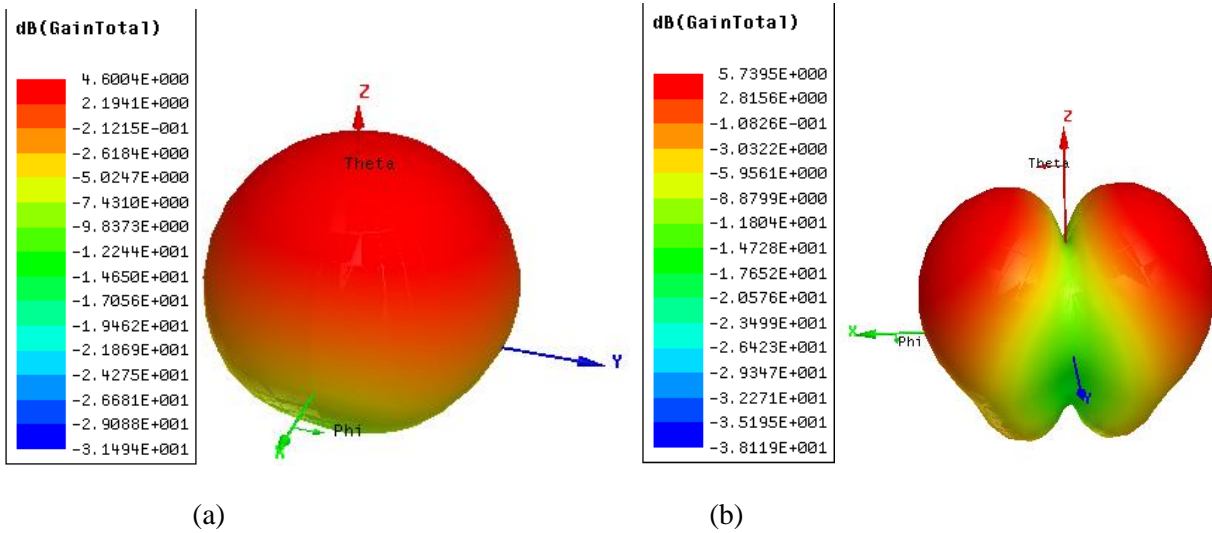 dB(GainTotal)
4.6004E+000
2.1941E+000
-2.1215E-001
-2.6184E+000
-5.0247E+000
-7.4310E+000
-9.8373E+000
-1.2244E+001
-1.4650E+001
-1.7056E+001
-1.9462E+001
-2.1869E+001
-2.4275E+001
-2.6681E+001
-2.9088E+001
-3.1494E+001
Z
Theta
Y
Phi
X
(a)
dB(GainTotal)
5.7395E+000
2.8156E+000
-1.0826E-001
-3.0322E+000
-5.9561E+000
-8.8799E+000
-1.1804E+001
-1.4728E+001
-1.7652E+001
-2.0576E+001
-2.3499E+001
-2.6423E+001
-2.9347E+001
-3.2271E+001
-3.5195E+001
-3.8119E+001
Z
Theta
X
Phi
Y
(b)